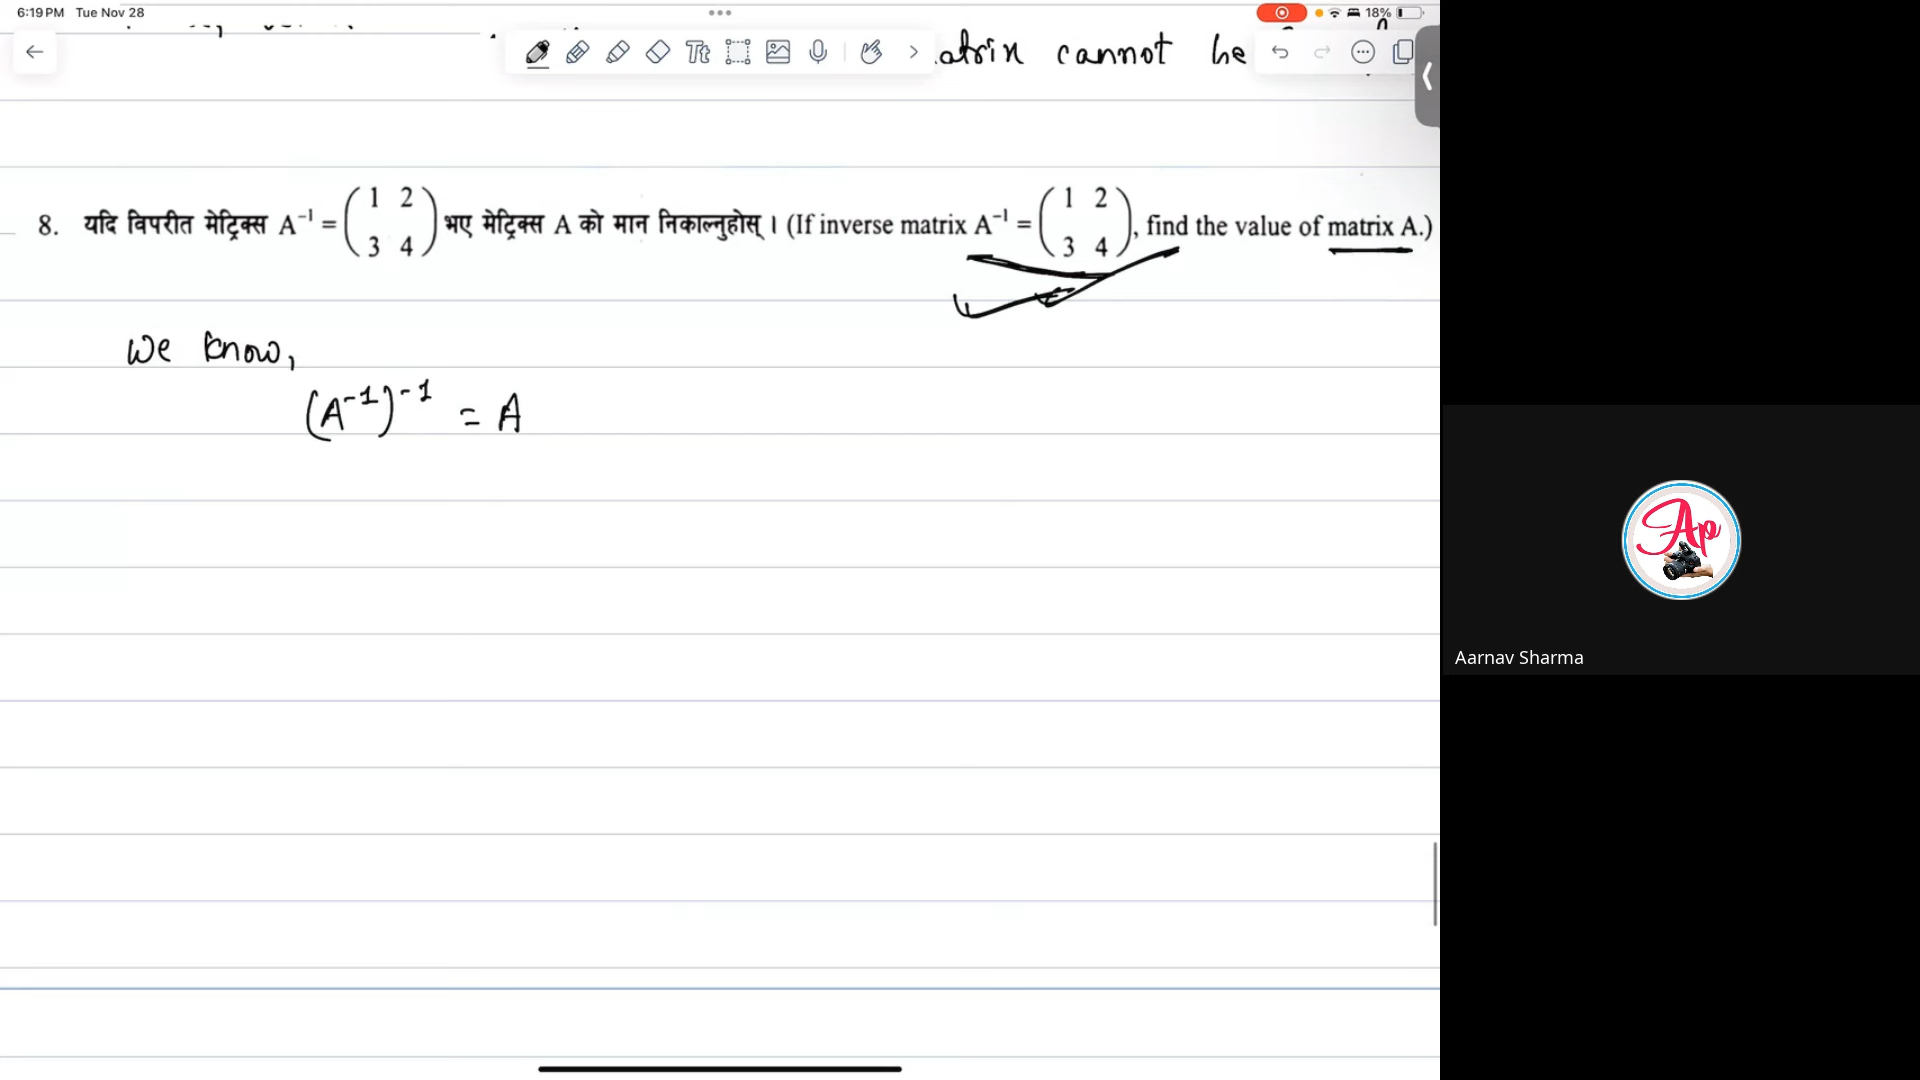 6:19 PM Tue Nov 28
18%
atrix cannot be
8. यदि विपरीत मेट्रिक्स A⁻¹ = (1 2 3 4) भए मेट्रिक्स A को मान निकाल्नुहोस् । (If inverse matrix A⁻¹ = (1 2 3 4), find the value of matrix A.)
We know,
(A⁻¹)⁻¹ = A
Ap
Aarnav Sharma